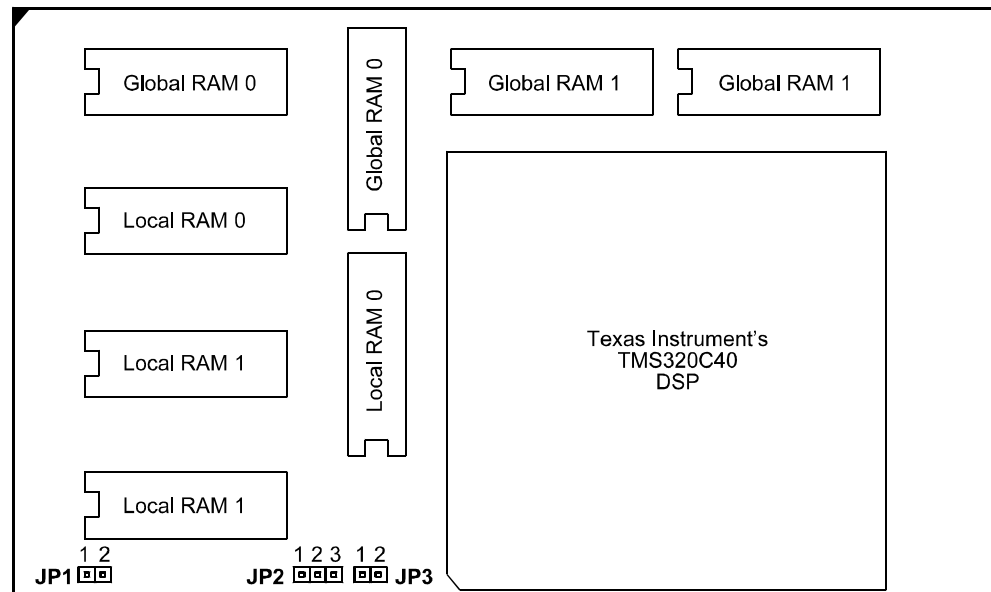 Global RAM 0
Global RAM 0
Global RAM 1
Global RAM 1
Local RAM 0
Local RAM 0
Local RAM 1
Local RAM 1
Texas Instrument's
TMS320C40
DSP
1 2
JP1
1 2 3
JP2
1 2
JP3